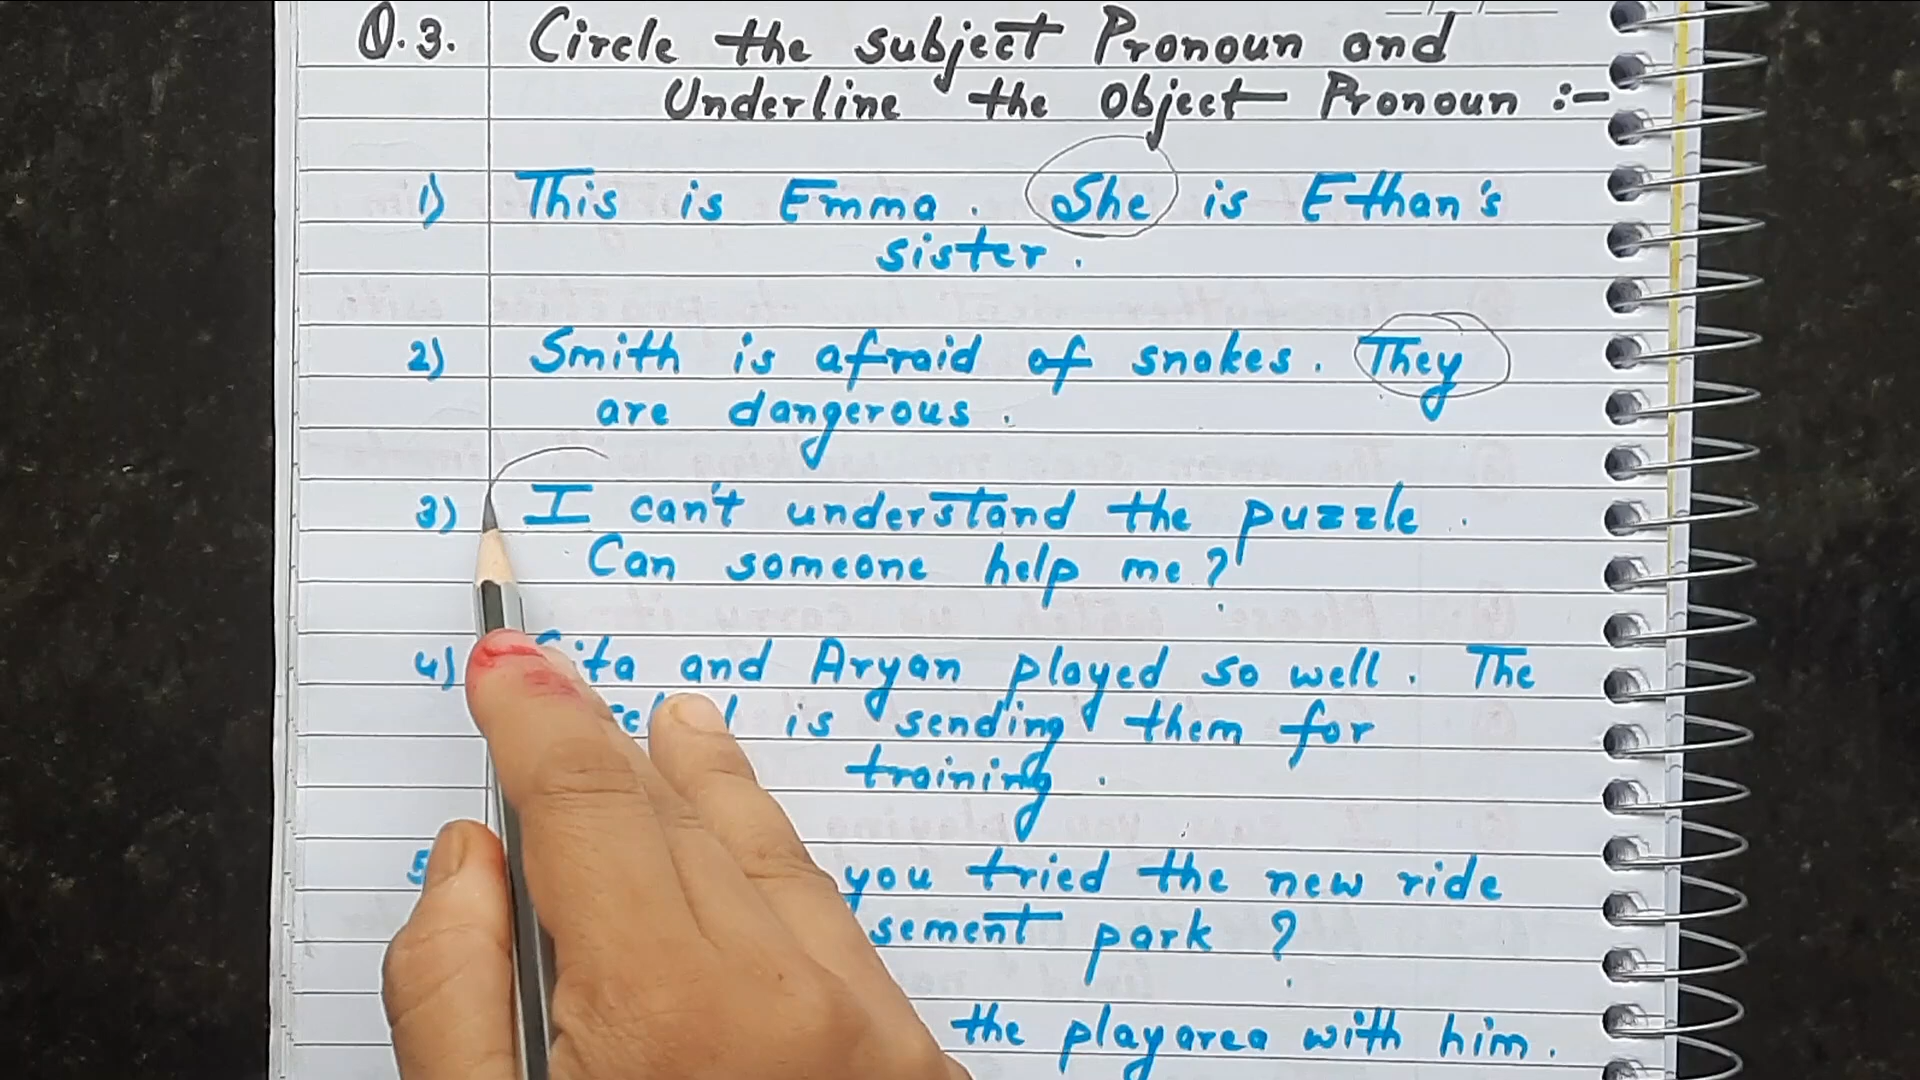 Q.3. Circle the subject Pronoun and
Underline the Object Pronoun :-
1) This is Emma. She is Ethan's
sister.
2) Smith is afraid of snakes. They
are dangerous.
3) I can't understand the puzzle.
Can someone help me?
4) and Aryan played so well. The
is sending them for
training.
you tried the new ride
park?
the playarea with him.